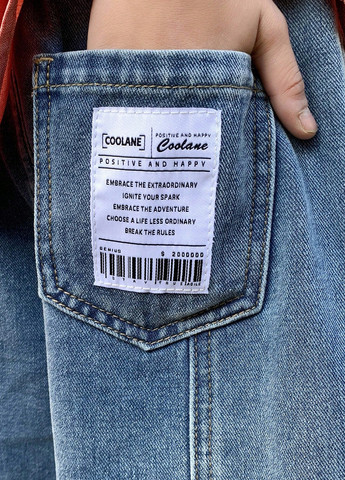 [COOLANE] POSITIVE AND HAPPY
Coolane
POSITIVE AND HAPPY
EMBRACE THE EXTRAORDINARY
IGNITE YOUR SPARK
EMBRACE THE ADVENTURE
CHOOSE A LIFE LESS ORDINARY
BREAK THE RULES
GENIUS $ 2000000